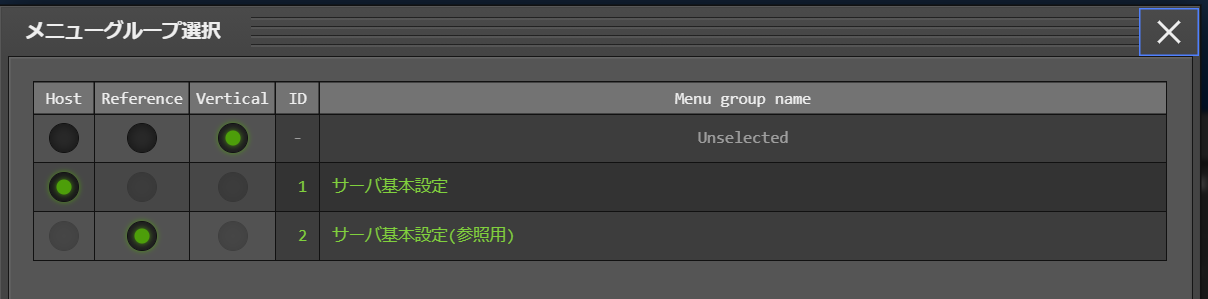 メニューグループ選択
Host Reference Vertical ID Menu group name
- Unselected
1 サーバ基本設定
2 サーバ基本設定(参照用)